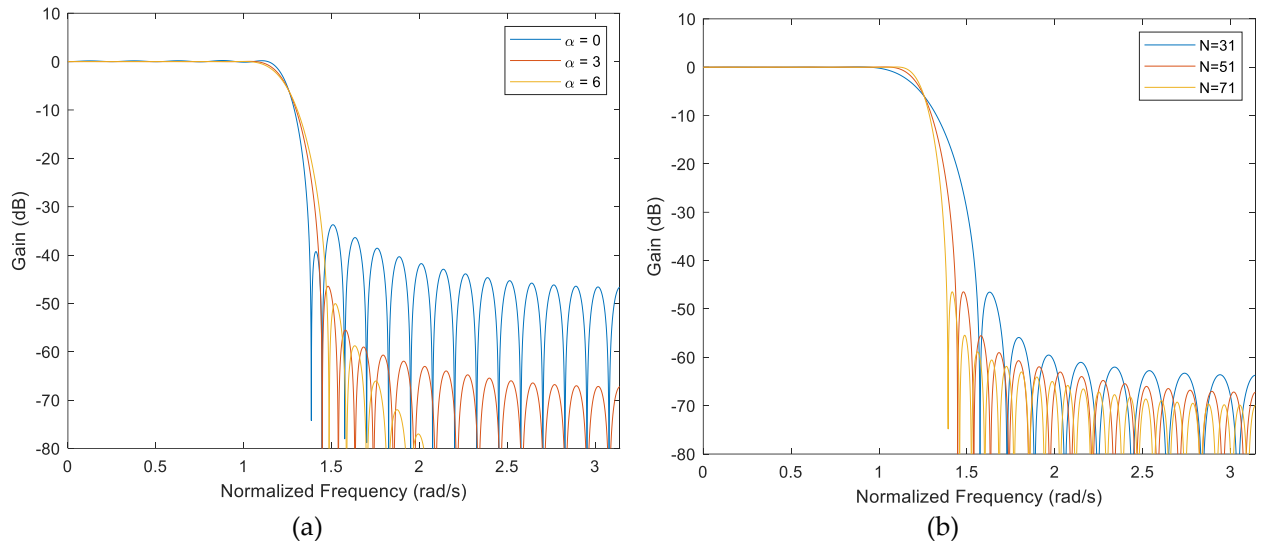 10
0
-10
-20
-30
-40
-50
-60
-70
-80
Gain (dB)
0 0.5 1 1.5 2 2.5 3
Normalized Frequency (rad/s)
α = 0
α = 3
α = 6
(a)
10
0
-10
-20
-30
-40
-50
-60
-70
-80
Gain (dB)
0 0.5 1 1.5 2 2.5 3
Normalized Frequency (rad/s)
N=31
N=51
N=71
(b)